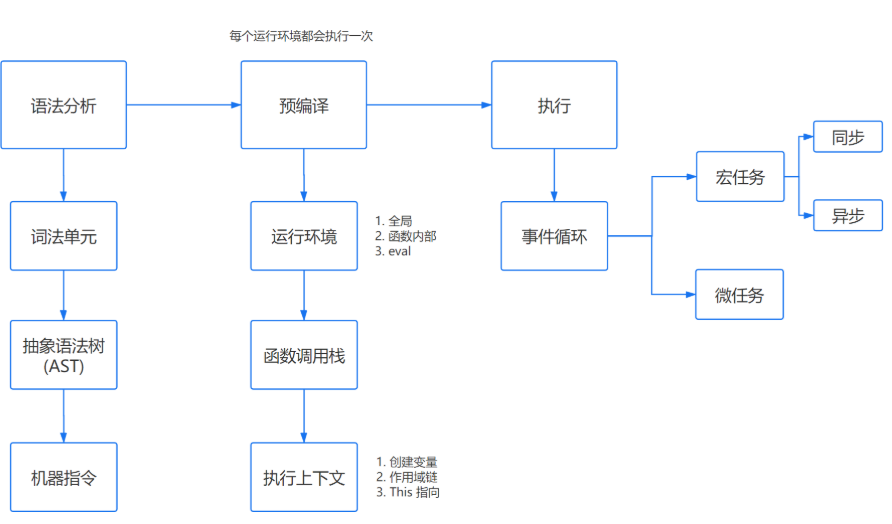 每个运行环境都会执行一次
语法分析
预编译
执行
同步
宏任务
异步
词法单元
运行环境
1. 全局
2. 函数内部
3. eval
事件循环
微任务
抽象语法树
(AST)
函数调用栈
机器指令
执行上下文
1. 创建变量
2. 作用域链
3. This 指向